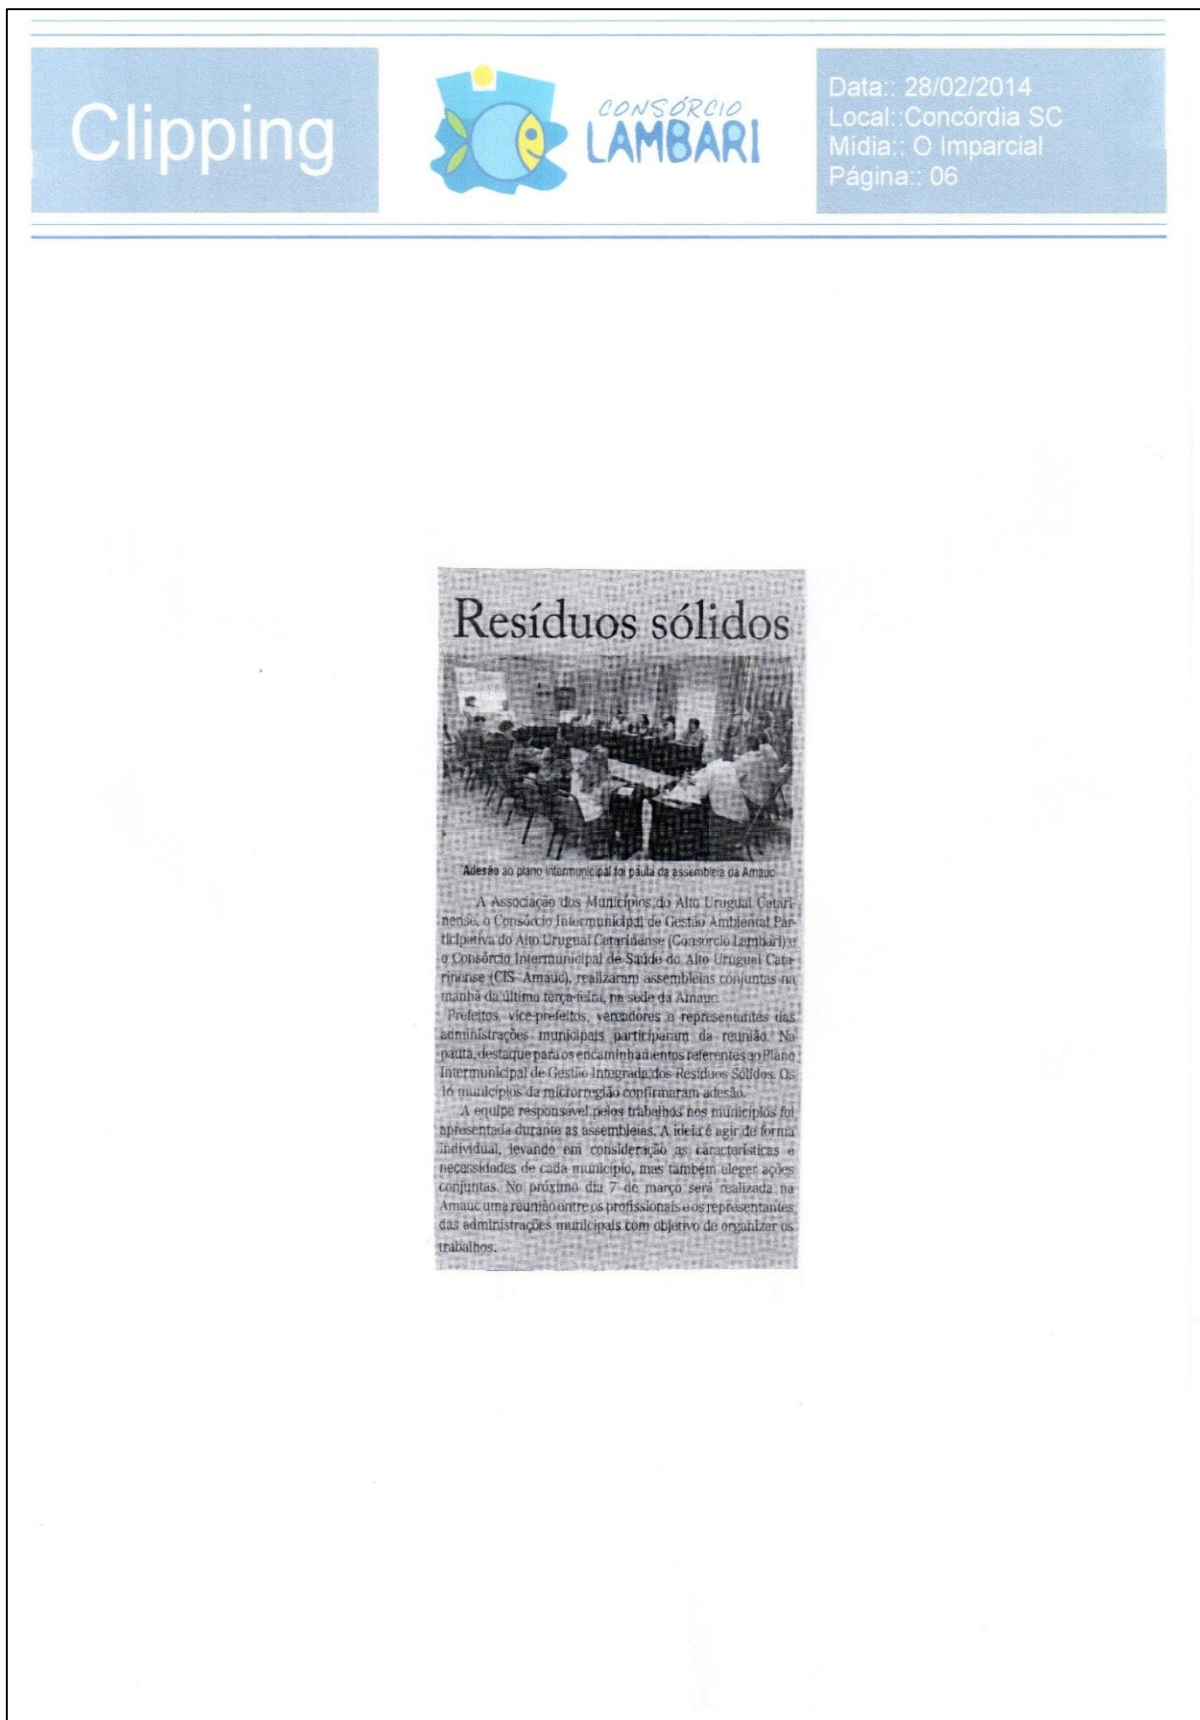 Clipping
CONSÓRCIO
LAMBARI
Data:: 28/02/2014
Local::Concórdia SC
Mídia:: O Imparcial
Página:: 06
Resíduos sólidos
Adesão ao plano intermunicipal foi pauta da assembleia da Amauc
A Associação dos Municípios do Alto Uruguai Catari-
nense, o Consórcio Intermunicipal de Gestão Ambiental Par-
ticipativa do Alto Uruguai Catarinense (Consórcio Lambari) e
o Consórcio Intermunicipal de Saúde do Alto Uruguai Cata-
rinense (CIS Amauc), realizaram assembleias conjuntas na
manhã da última terça-feira, na sede da Amauc.
Prefeitos, vice-prefeitos, vereadores e representantes das
administrações municipais participaram da reunião. Na
pauta, destaque para os encaminhamentos referentes ao Plano
Intermunicipal de Gestão Integrada dos Resíduos Sólidos. Os
16 municípios da microrregião confirmaram adesão.
A equipe responsável pelos trabalhos nos municípios foi
apresentada durante as assembleias. A ideia é agir de forma
individual, levando em consideração as características e
necessidades de cada município, mas também eleger ações
conjuntas. No próximo dia 7 de março será realizada na
Amauc uma reunião entre os profissionais e os representantes
das administrações municipais com objetivo de organizar os
trabalhos.